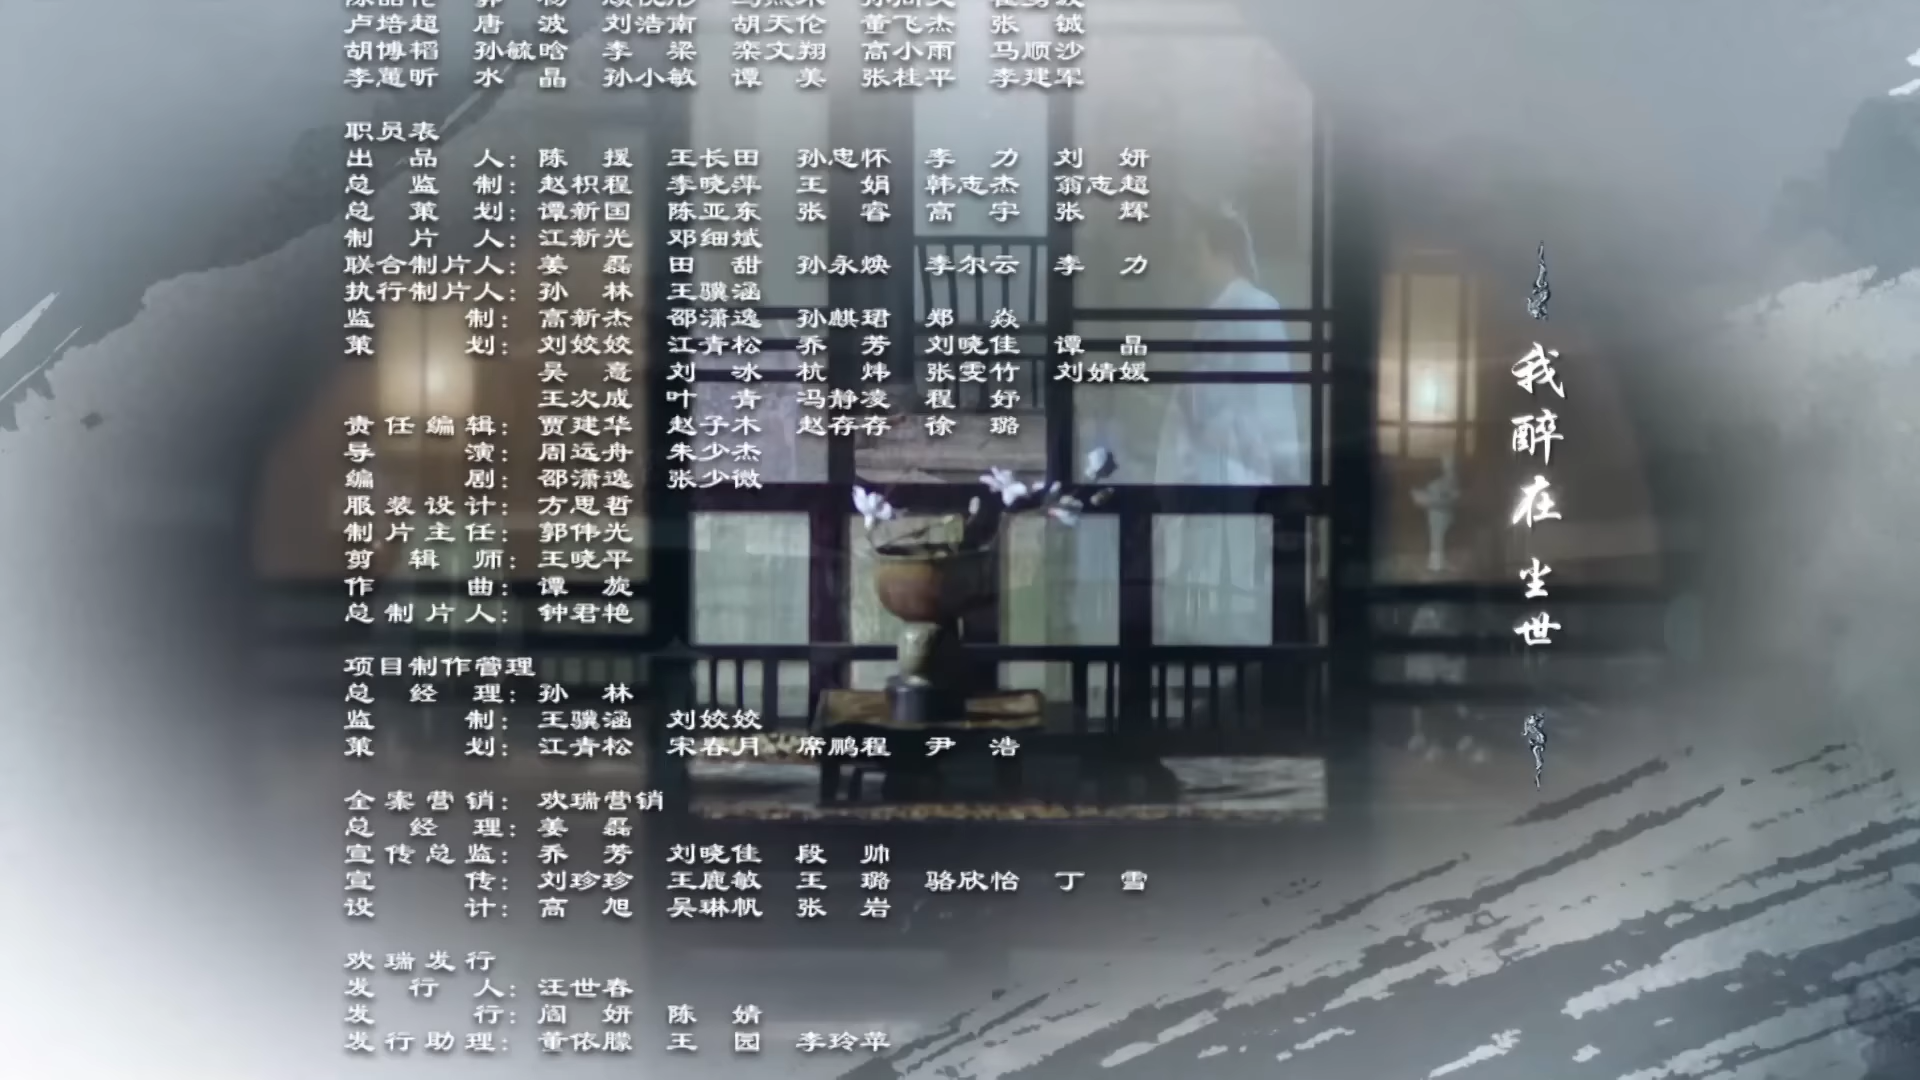 卢培超 唐波 刘浩南 胡天伦 董飞杰 张铖
胡博韬 孙毓晗 李梁 栾文翔 高小雨 马顺沙
李蕙昕 水晶 孙小敏 谭美 张桂平 李建军
职员表
出品人：陈援 王长田 孙忠怀 李力 刘妍
总监制：赵枳程 李晓萍 王娟 韩志杰 翁志超
总策划：谭新国 陈亚东 张睿 高宇 张辉
制片人：江新光 邓细斌
联合制片人：姜磊 田甜 孙永焕 李尔云 李力
执行制片人：孙林 王骥涵
监制：高新杰 邵潇逸 孙麒珺 郑焱
策划：刘姣姣 江青松 乔芳 刘晓佳 谭晶
吴意 刘冰 杭炜 张雯竹 刘婧媛
王次成 叶青 冯静凌 程妤
责任编辑：贾建华 赵子木 赵存存 徐璐
导演：周远舟 朱少杰
编剧：邵潇逸 张少微
服装设计：方思哲
制片主任：郭伟光
剪辑师：王晓平
作曲：谭旋
总制片人：钟君艳
项目制作管理
总经理：孙林
监制：王骥涵 刘姣姣
策划：江青松 宋春月 席鹏程 尹浩
全案营销：欢瑞营销
总经理：姜磊
宣传总监：乔芳 刘晓佳 段帅
宣传：刘珍珍 王鹿敏 王璐 骆欣怡 丁雪
设计：高旭 吴琳帆 张岩
欢瑞发行
发行人：汪世春
发行：阎妍 陈婧
发行助理：董依朦 王园 李玲苹
我醉在尘世